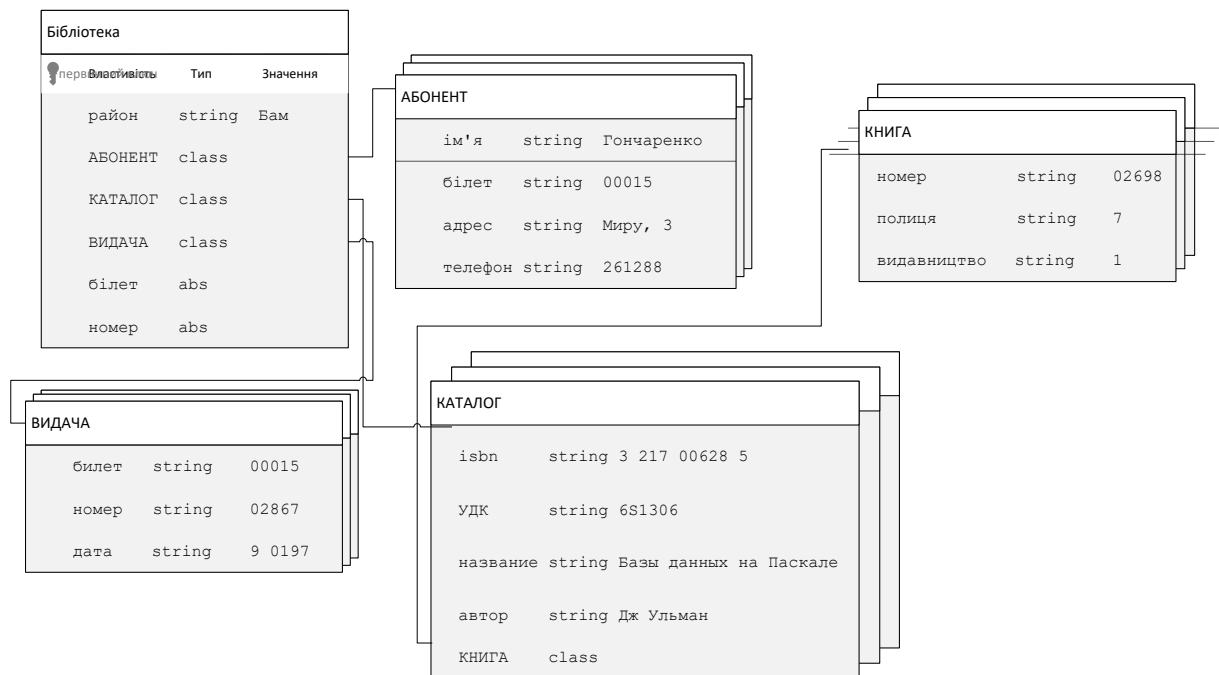 Бібліотека
Властивість Тип Значення
район string Бам
АБОНЕНТ class
КАТАЛОГ class
ВИДАЧА class
білет abs
номер abs
АБОНЕНТ
ім'я string Гончаренко
білет string 00015
адрес string Миру, 3
телефон string 261288
КНИГА
номер string 02698
полиця string 7
видавництво string 1
ВИДАЧА
билет string 00015
номер string 02867
дата string 9 0197
КАТАЛОГ
isbn string 3 217 00628 5
УДК string 6S1306
название string Базы данных на Паскале
автор string Дж Ульман
КНИГА class